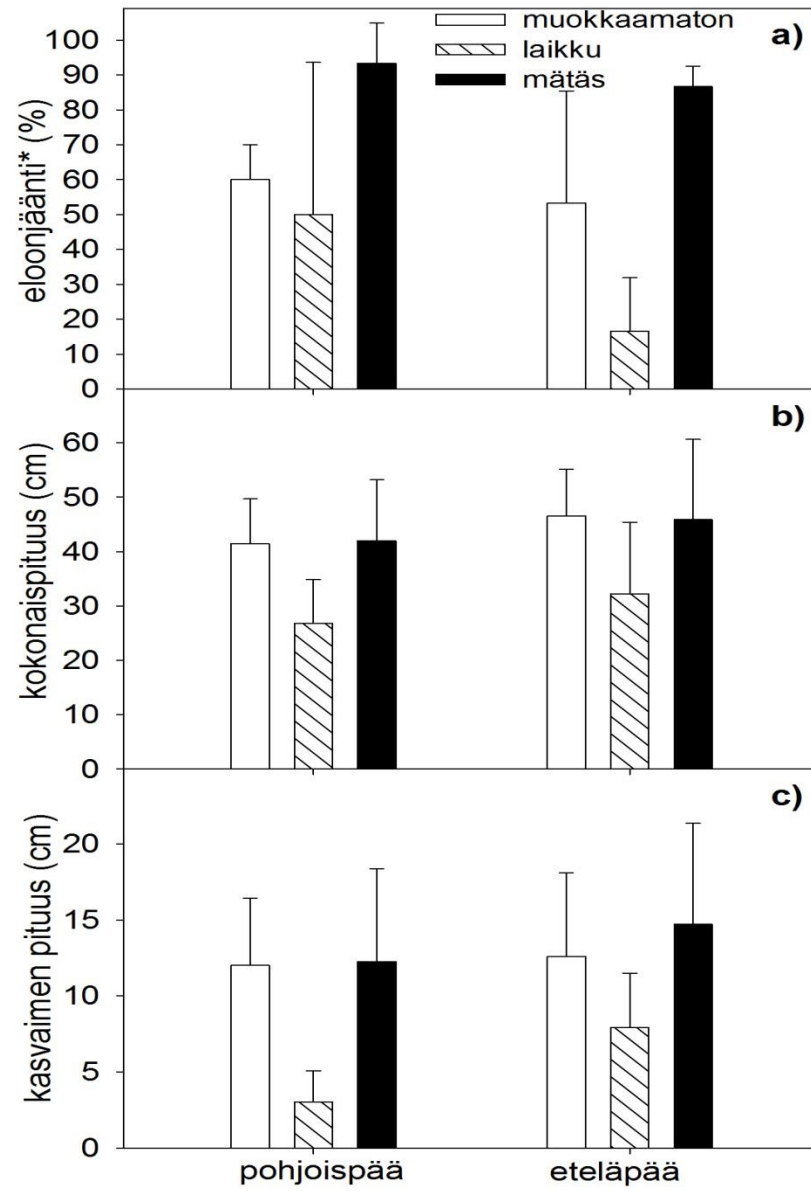 muokkaamaton
laikku
mätäs
a)
eloonjäänti* (%)
100
90
80
70
60
50
40
30
20
10
0
b)
kokonaispituus (cm)
60
50
40
30
20
10
0
c)
kasvaimen pituus (cm)
20
15
10
5
0
pohjoispää eteläpää